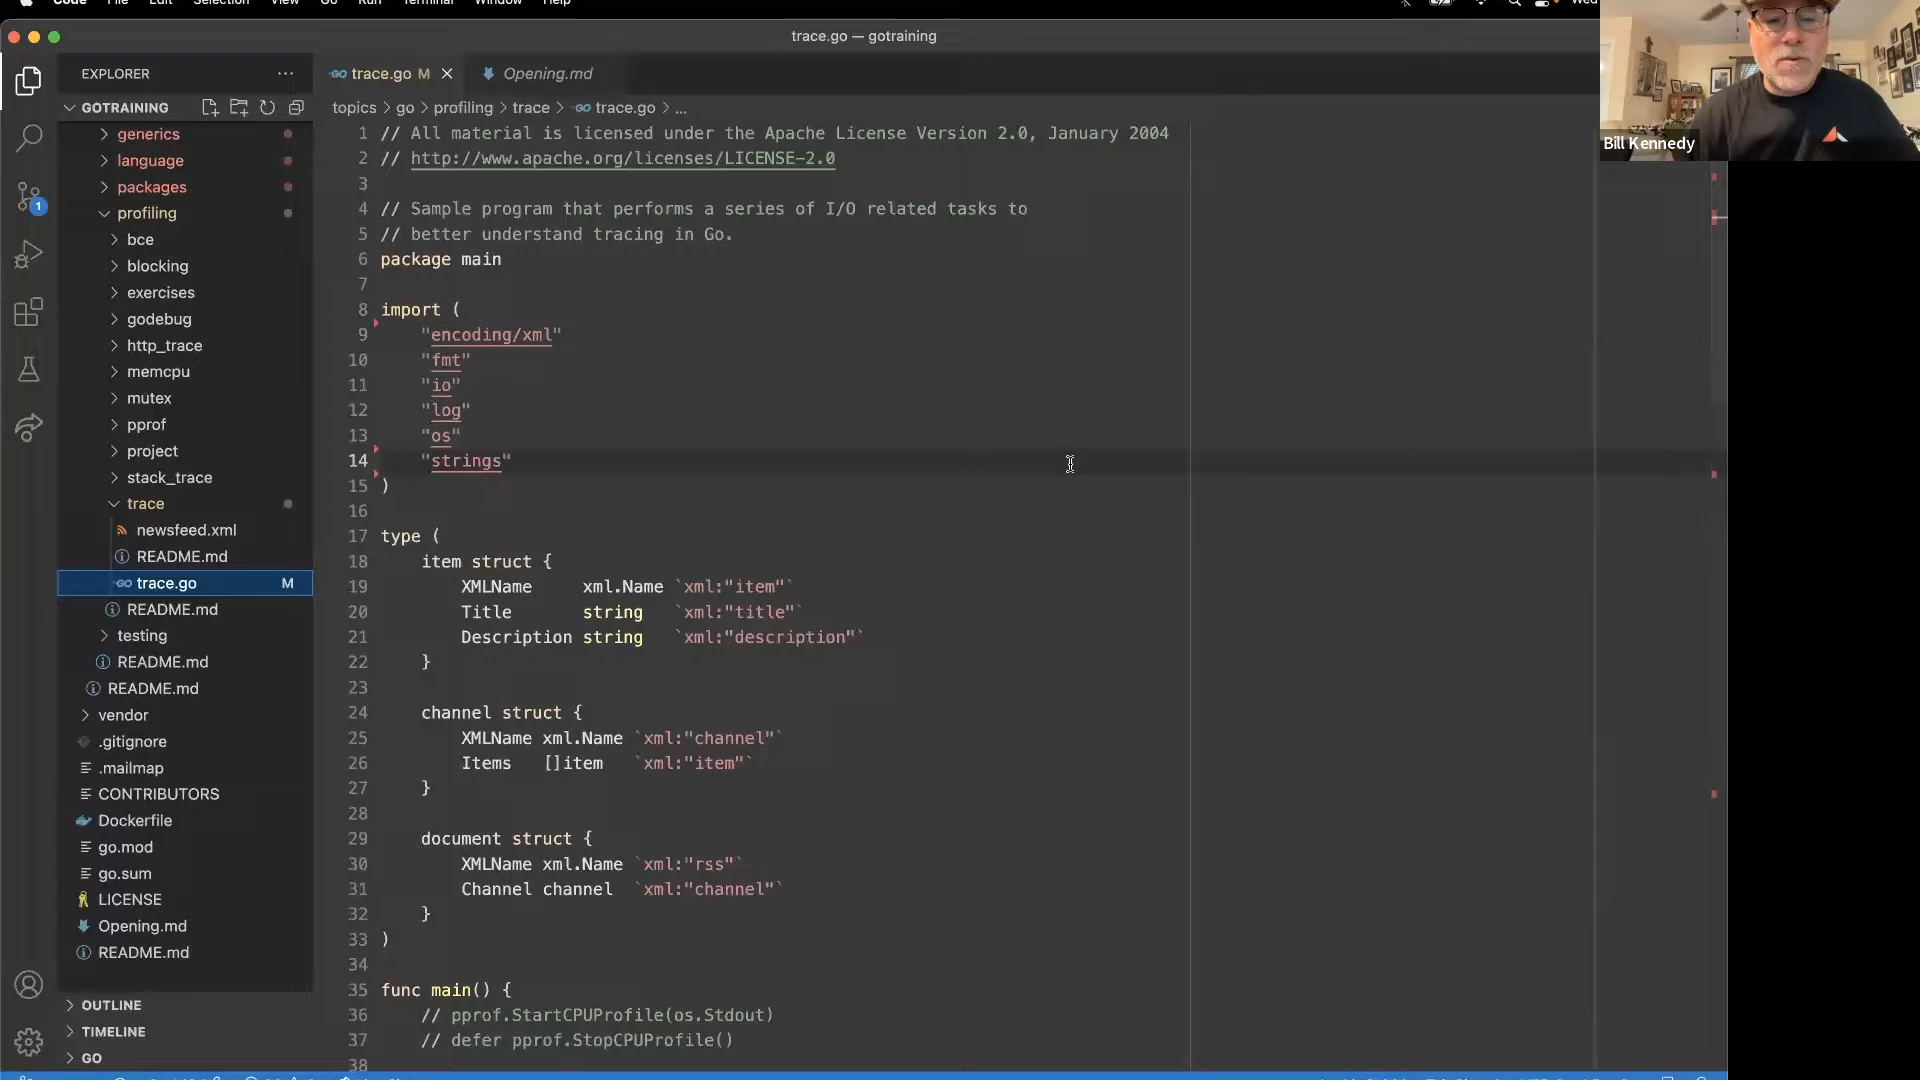 Code File Edit Selection View Go Run Terminal Window Help
Wed
trace.go — gotraining
EXPLORER
trace.go M
Opening.md
GOTRAINING
topics > go > profiling > trace > trace.go > ...
generics
language
packages
profiling
bce
blocking
exercises
godebug
http_trace
memcpu
mutex
pprof
project
stack_trace
trace
newsfeed.xml
README.md
trace.go M
README.md
testing
README.md
README.md
vendor
.gitignore
.mailmap
CONTRIBUTORS
Dockerfile
go.mod
go.sum
LICENSE
Opening.md
README.md
OUTLINE
TIMELINE
GO
1
1 // All material is licensed under the Apache License Version 2.0, January 2004
2 // http://www.apache.org/licenses/LICENSE-2.0
3
4 // Sample program that performs a series of I/O related tasks to
5 // better understand tracing in Go.
6 package main
7
8 import (
9 "encoding/xml"
10 "fmt"
11 "io"
12 "log"
13 "os"
14 "strings"
15 )
16
17 type (
18 item struct {
19 XMLName xml.Name `xml:"item"`
20 Title string `xml:"title"`
21 Description string `xml:"description"`
22 }
23
24 channel struct {
25 XMLName xml.Name `xml:"channel"`
26 Items []item `xml:"item"`
27 }
28
29 document struct {
30 XMLName xml.Name `xml:"rss"`
31 Channel channel `xml:"channel"`
32 }
33 )
34
35 func main() {
36 // pprof.StartCPUProfile(os.Stdout)
37 // defer pprof.StopCPUProfile()
38
Bill Kennedy